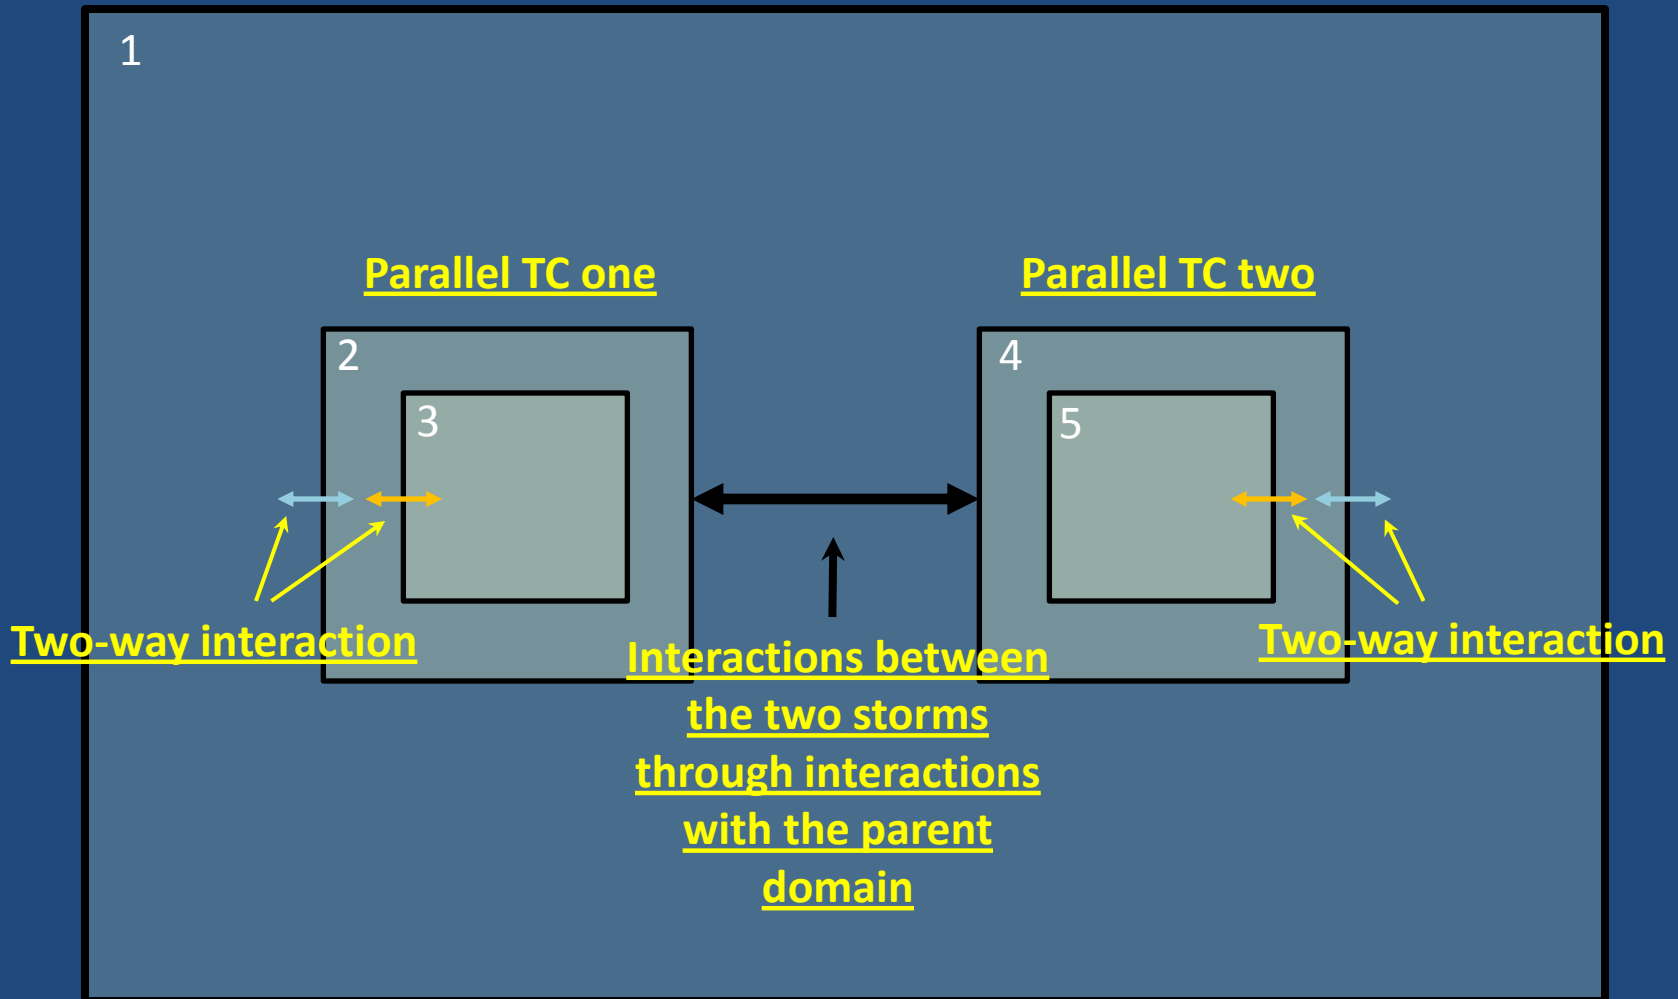 1
Parallel TC one
Parallel TC two
2
4
3
5
Two-way interaction
Two-way interaction
Interactions between
the two storms
through interactions
with the parent
domain